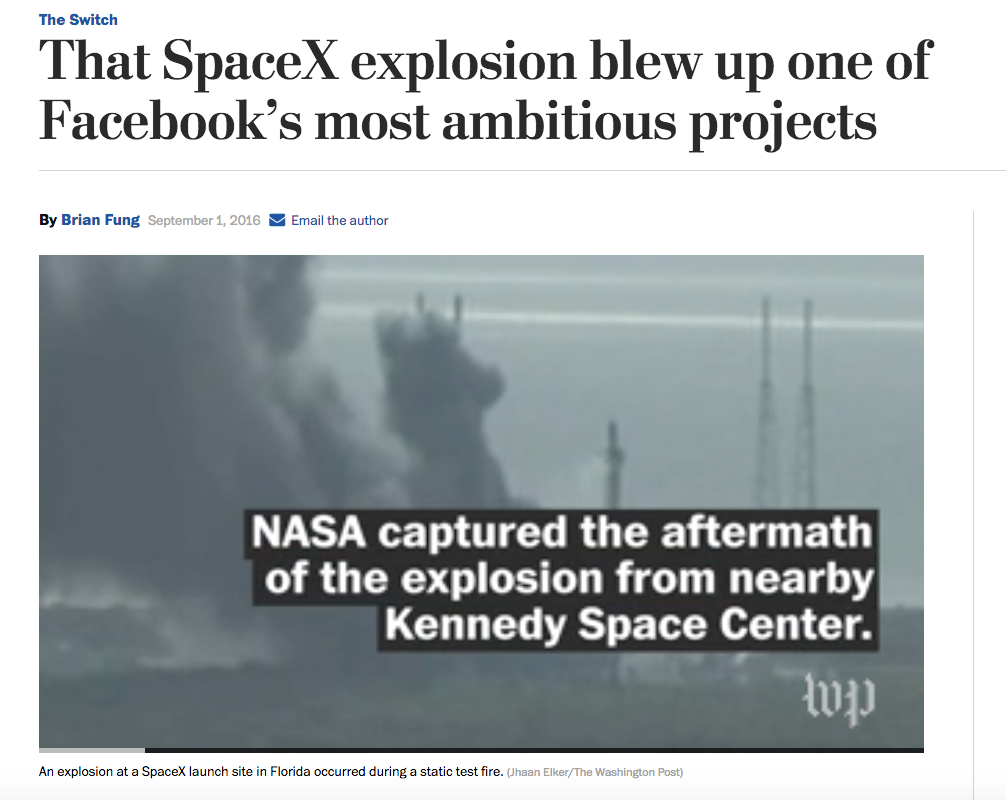 The Switch
That SpaceX explosion blew up one of
Facebook’s most ambitious projects
By Brian Fung September 1, 2016 Email the author
NASA captured the aftermath
of the explosion from nearby
Kennedy Space Center.
wp
An explosion at a SpaceX launch site in Florida occurred during a static test fire. (Jhaan Elker/The Washington Post)